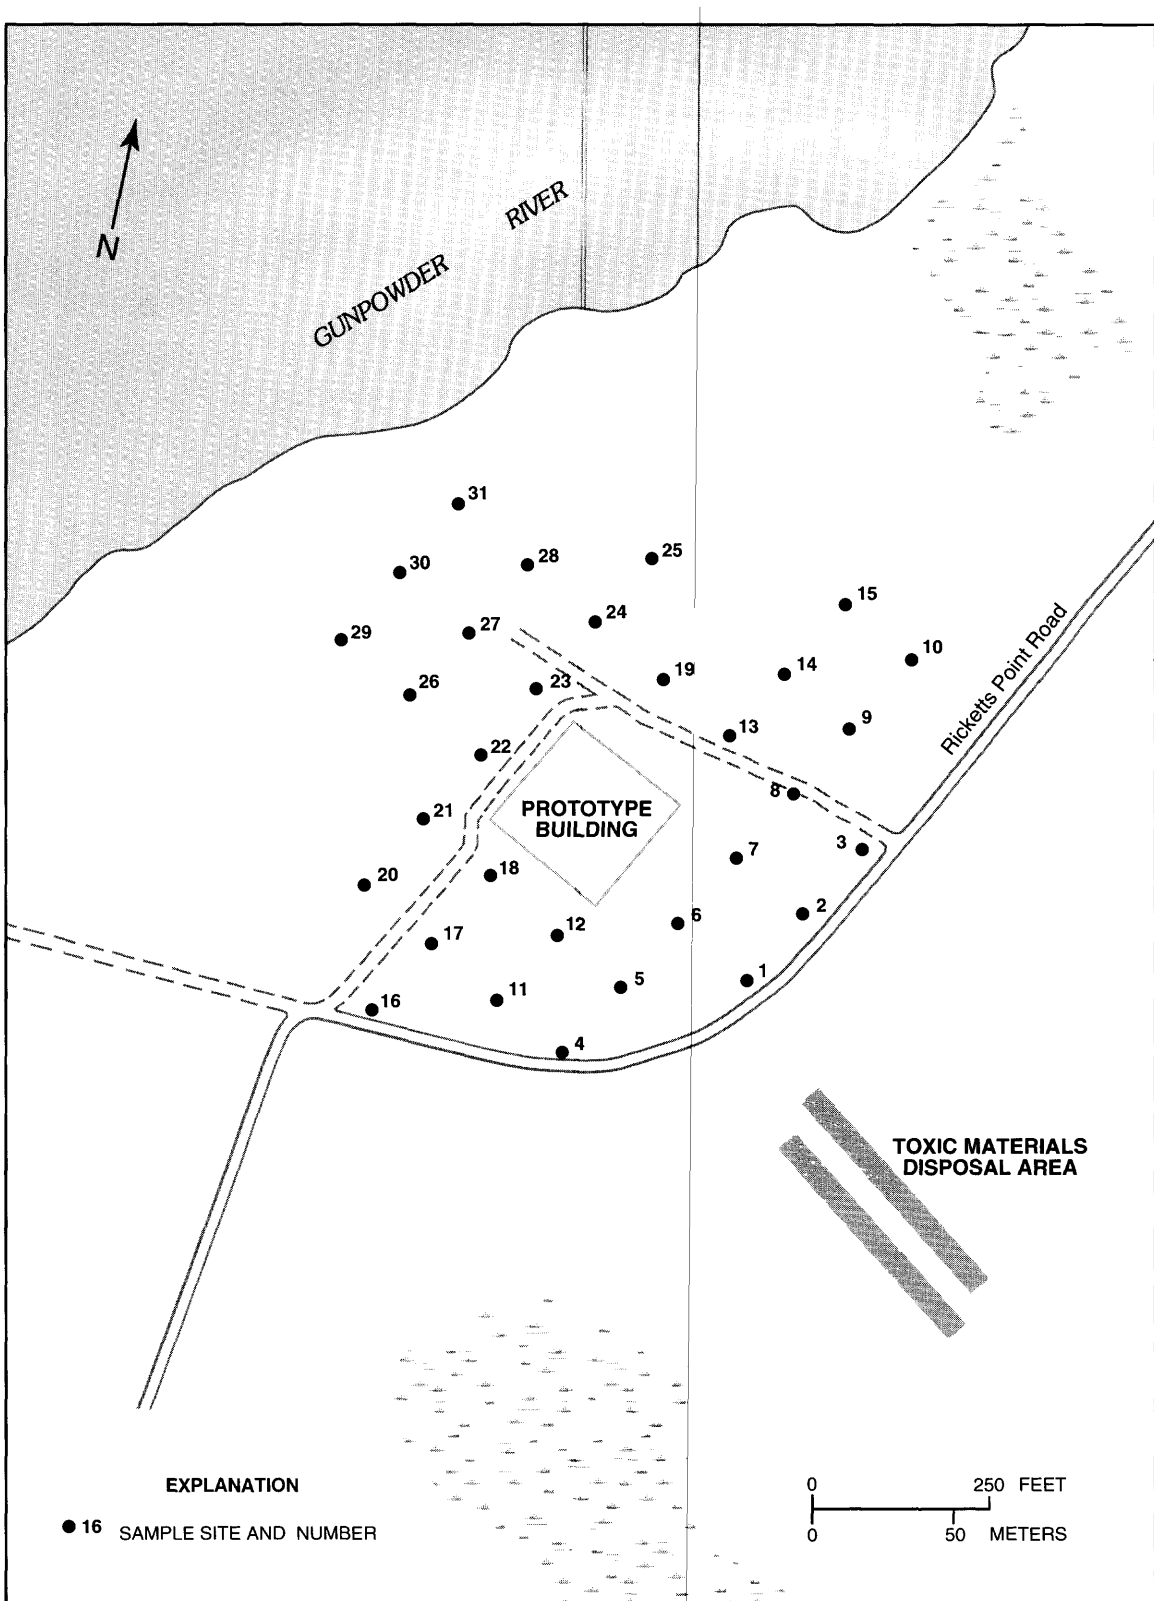 N
GUNPOWDER RIVER
31
30
28
25
29
27
24
15
26
23
19
14
10
22
13
9
Ricketts Point Road
21
8
PROTOTYPE
BUILDING
20
18
7
3
17
12
6
2
16
11
5
1
4
TOXIC MATERIALS
DISPOSAL AREA
EXPLANATION
16 SAMPLE SITE AND NUMBER
0 250 FEET
0 50 METERS